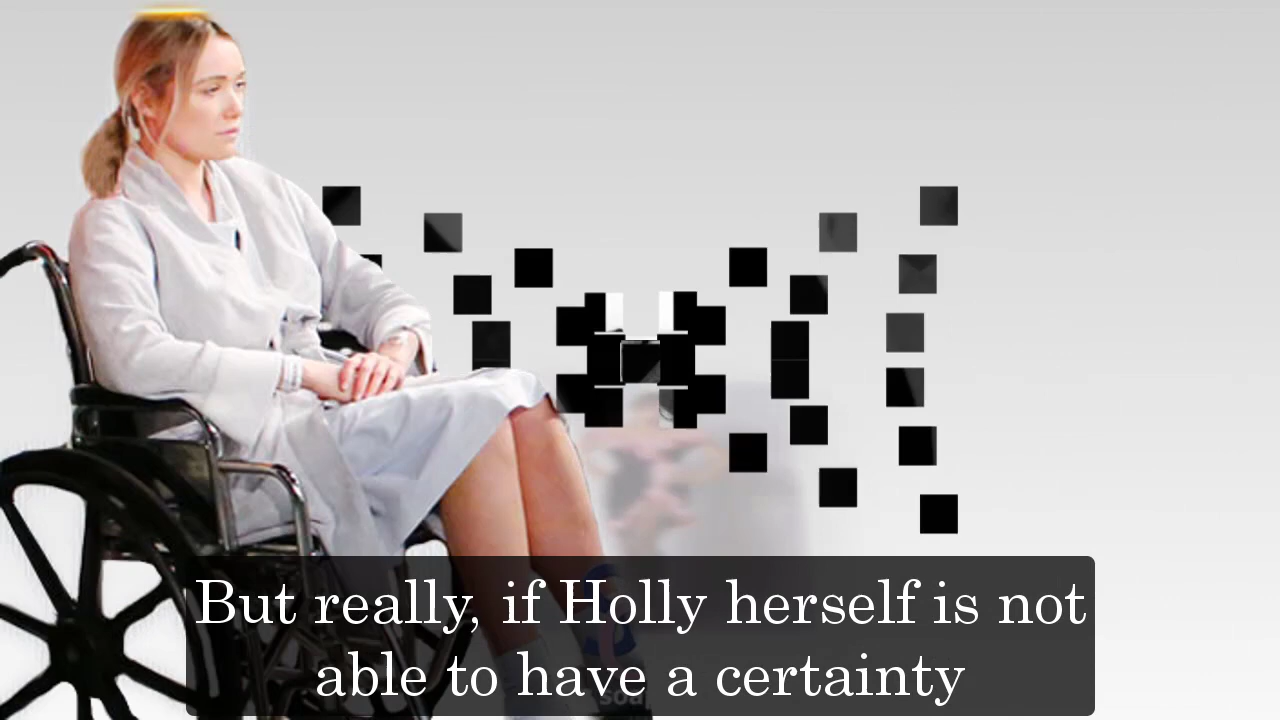 But really, if Holly herself is not
able to have a certainty